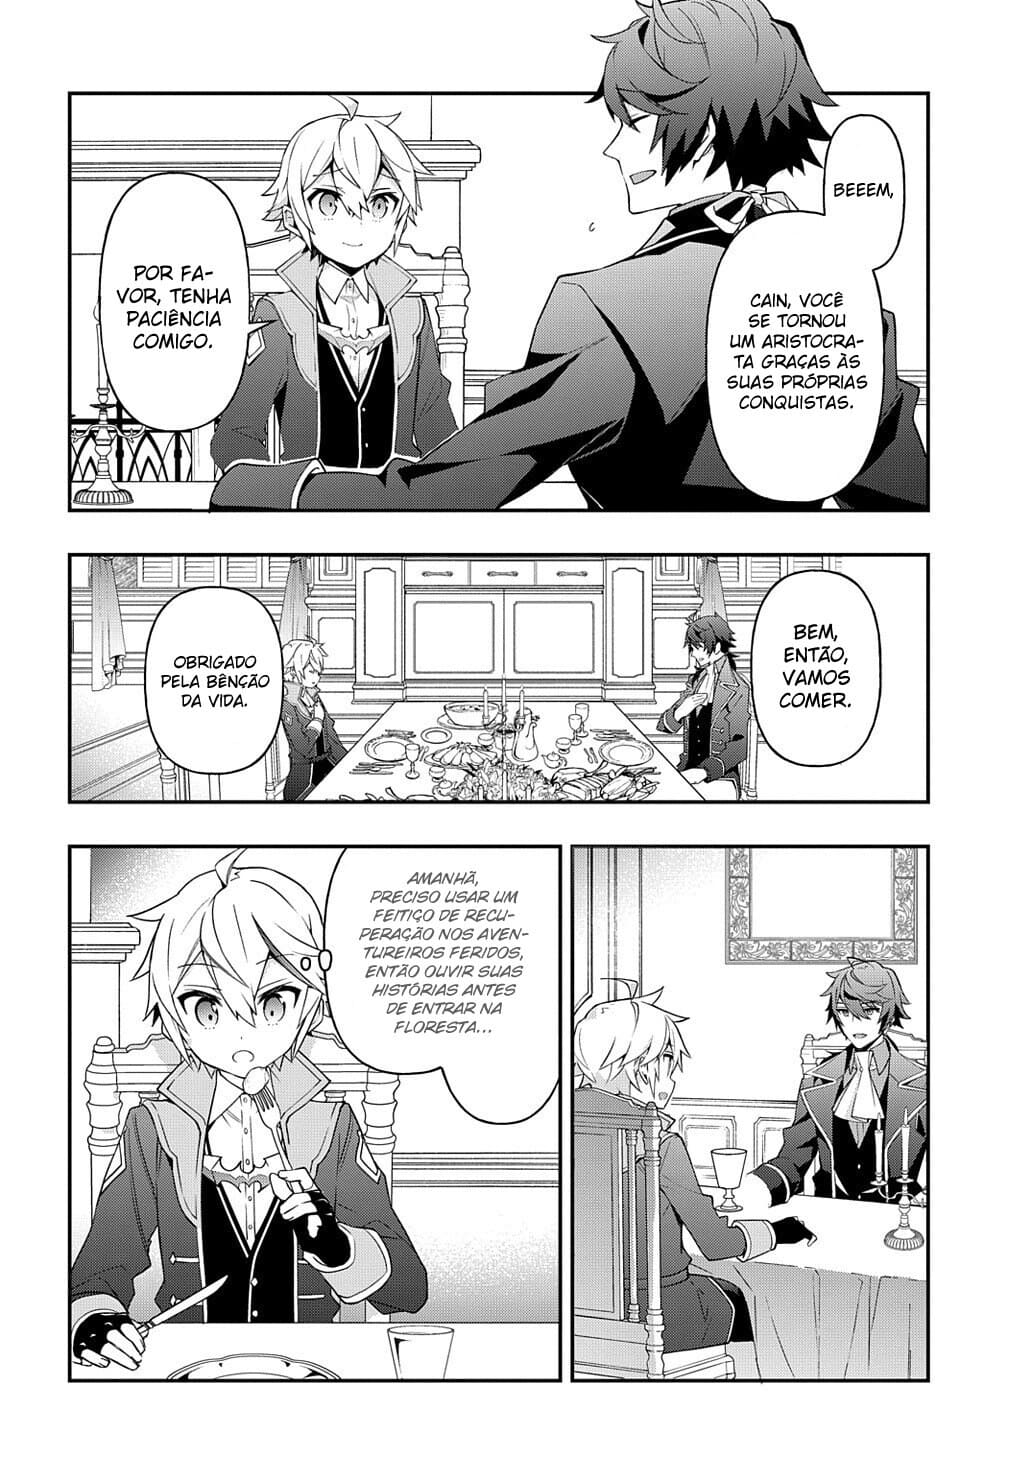 BEEEM,
CAIN, VOCÊ
SE TORNOU
UM ARISTOCRA-
TA GRAÇAS ÀS
SUAS PRÓPRIAS
CONQUISTAS.
POR FA-
VOR, TENHA
PACIÊNCIA
COMIGO.
BEM,
ENTÃO,
VAMOS
COMER.
OBRIGADO
PELA BÊNÇÃO
DA VIDA.
AMANHÃ,
PRECISO USAR UM
FEITIÇO DE RECU-
PERAÇÃO NOS AVEN-
TUREIROS FERIDOS,
ENTÃO OUVIR SUAS
HISTÓRIAS ANTES
DE ENTRAR NA
FLORESTA...